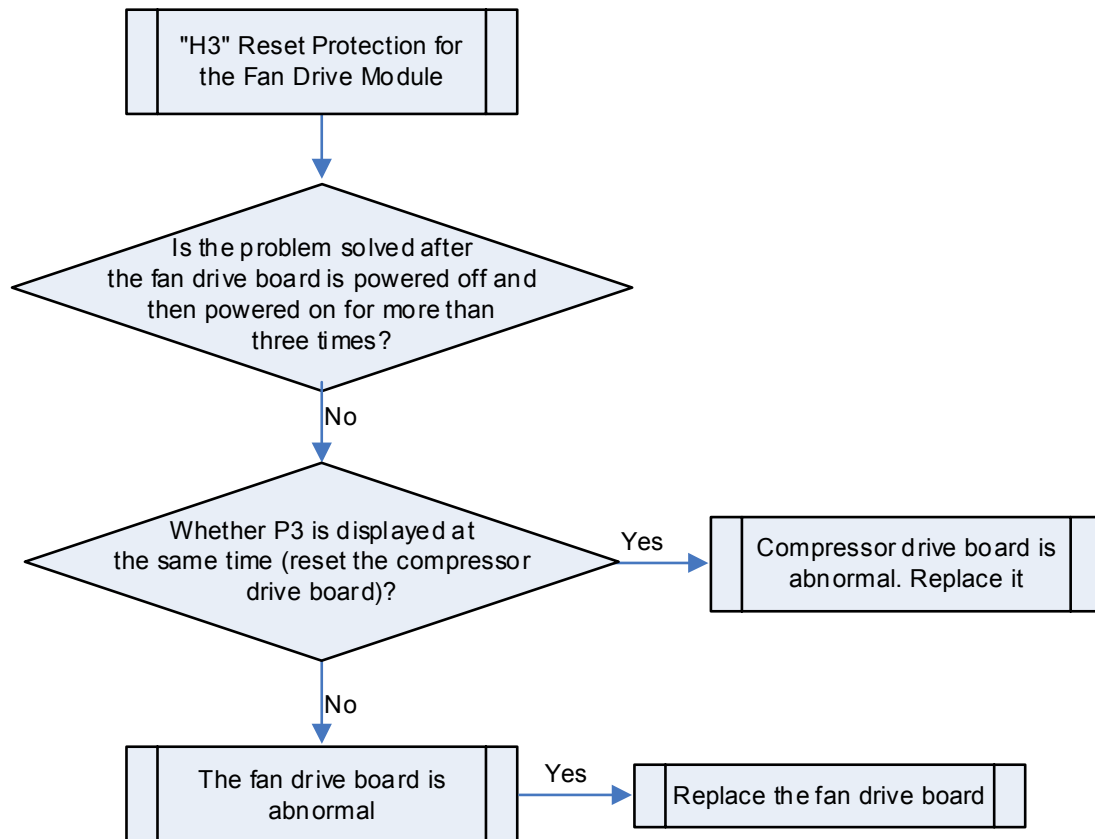 "H3" Reset Protection for
the Fan Drive Module
Is the problem solved after
the fan drive board is powered off and
then powered on for more than
three times?
No
Whether P3 is displayed at
the same time (reset the compressor
drive board)?
Yes
Compressor drive board is
abnormal. Replace it
No
The fan drive board is
abnormal
Yes
Replace the fan drive board